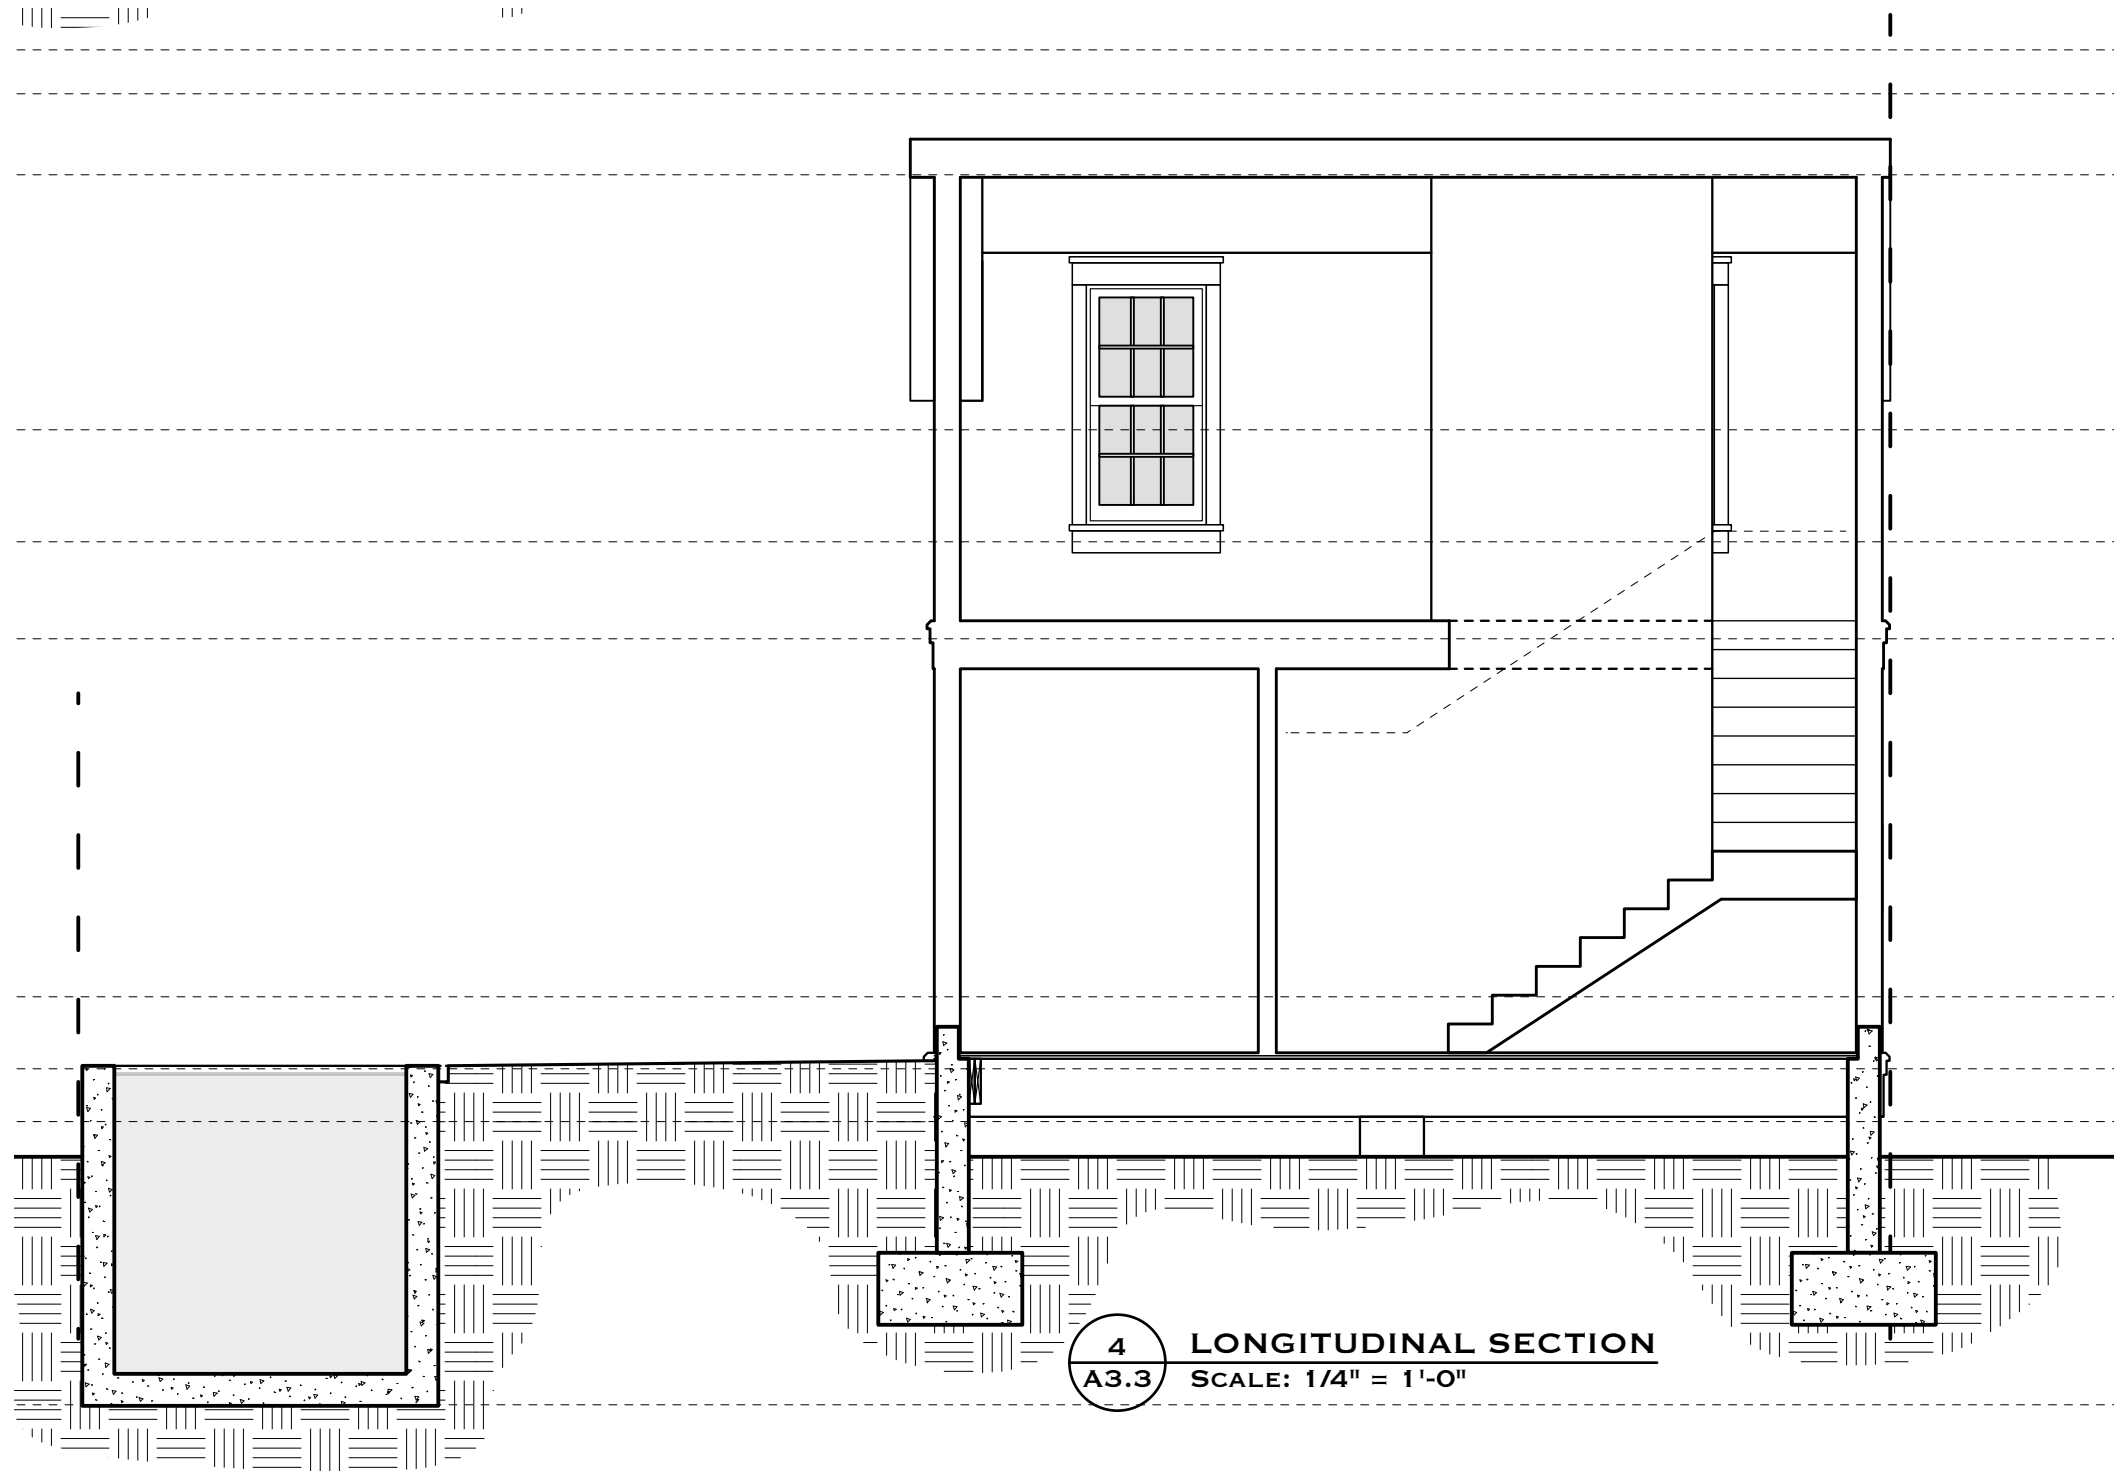 4
LONGITUDINAL SECTION
A3.3
SCALE: 1/4" = 1'-0"